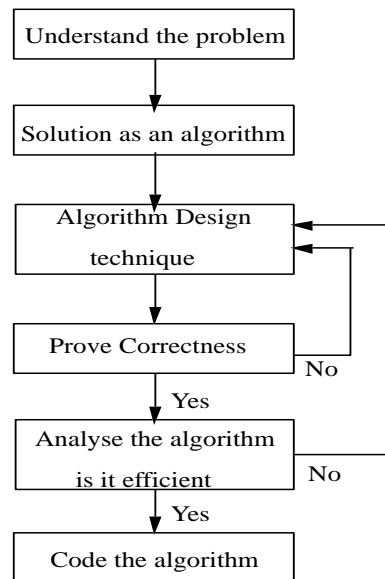 Understand the problem
Solution as an algorithm
Algorithm Design
technique
Prove Correctness
No
Yes
Analyse the algorithm
is it efficient
No
Yes
Code the algorithm